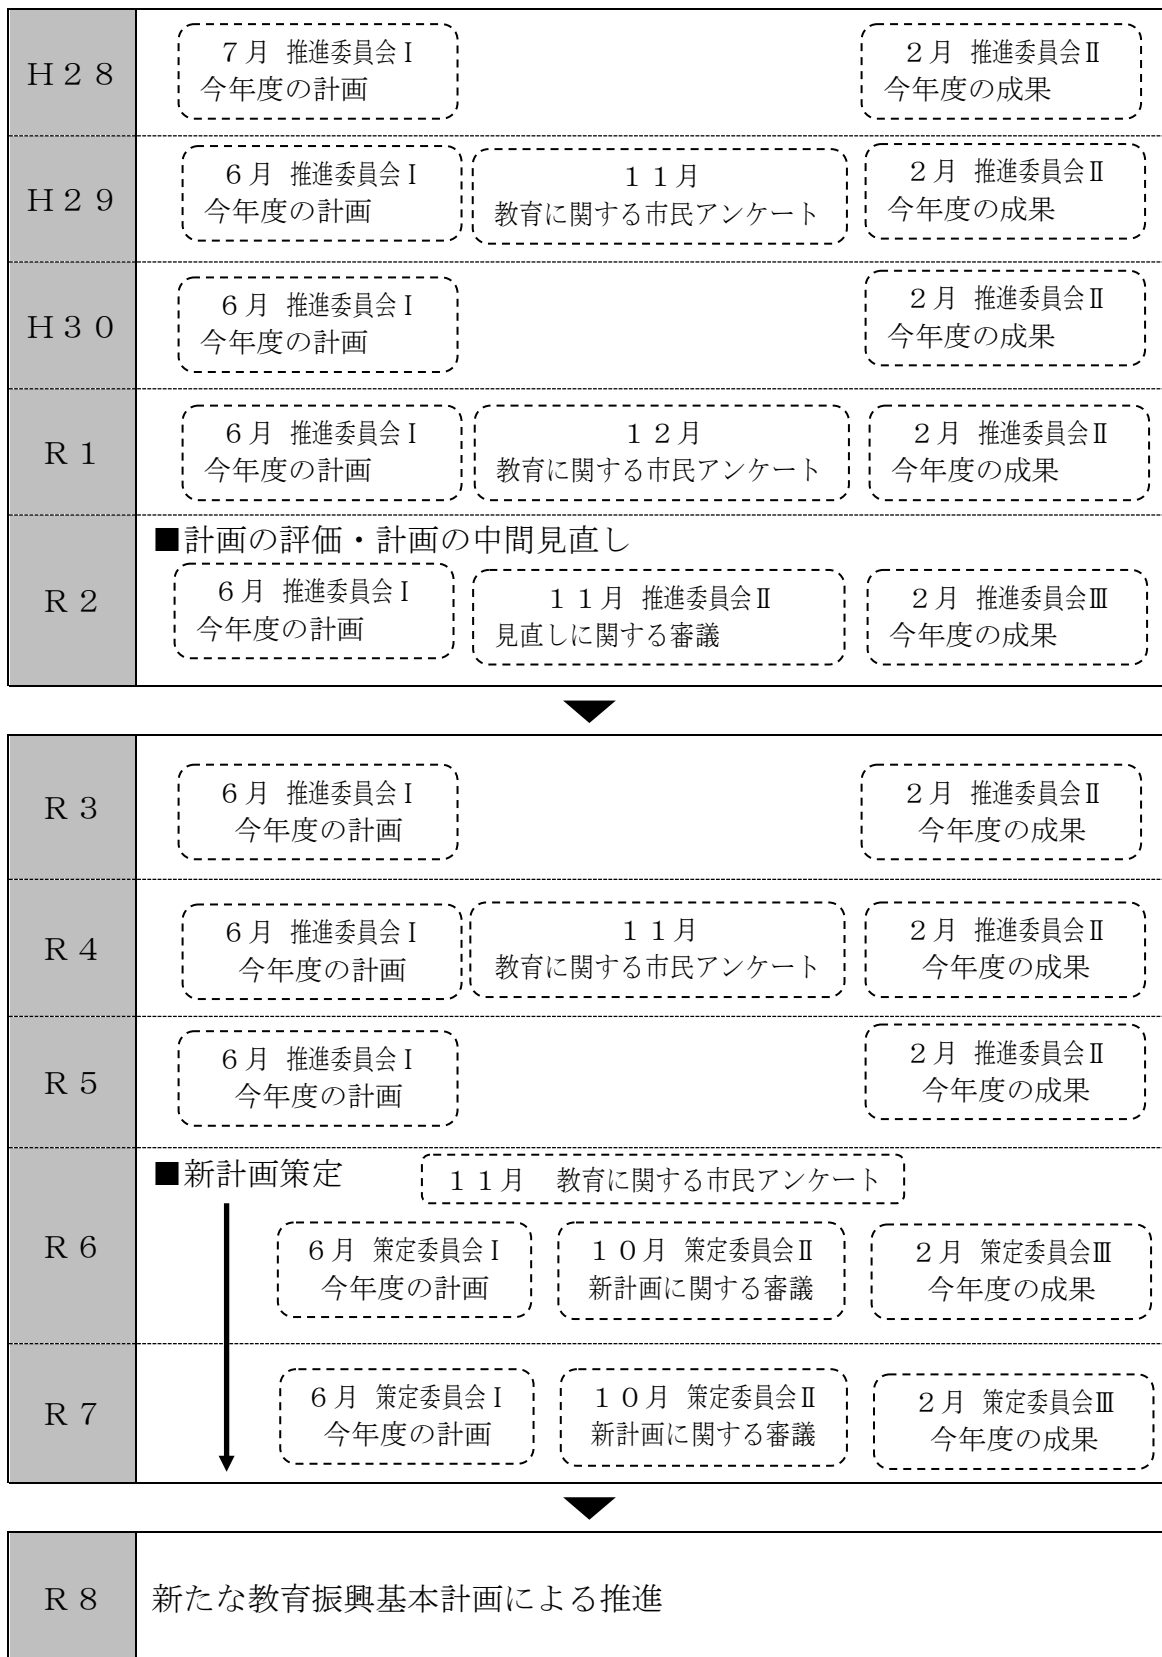 Ｈ２８
７月 推進委員会Ⅰ
今年度の計画
２月 推進委員会Ⅱ
今年度の成果
Ｈ２９
６月 推進委員会Ⅰ
今年度の計画
１１月
教育に関する市民アンケート
２月 推進委員会Ⅱ
今年度の成果
Ｈ３０
６月 推進委員会Ⅰ
今年度の計画
２月 推進委員会Ⅱ
今年度の成果
Ｒ１
６月 推進委員会Ⅰ
今年度の計画
１２月
教育に関する市民アンケート
２月 推進委員会Ⅱ
今年度の成果
Ｒ２
■計画の評価・計画の中間見直し
６月 推進委員会Ⅰ
今年度の計画
１１月 推進委員会Ⅱ
見直しに関する審議
２月 推進委員会Ⅲ
今年度の成果
Ｒ３
６月 推進委員会Ⅰ
今年度の計画
２月 推進委員会Ⅱ
今年度の成果
Ｒ４
６月 推進委員会Ⅰ
今年度の計画
１１月
教育に関する市民アンケート
２月 推進委員会Ⅱ
今年度の成果
Ｒ５
６月 推進委員会Ⅰ
今年度の計画
２月 推進委員会Ⅱ
今年度の成果
Ｒ６
■新計画策定
１１月　教育に関する市民アンケート
６月 策定委員会Ⅰ
今年度の計画
１０月 策定委員会Ⅱ
新計画に関する審議
２月 策定委員会Ⅲ
今年度の成果
Ｒ７
６月 策定委員会Ⅰ
今年度の計画
１０月 策定委員会Ⅱ
新計画に関する審議
２月 策定委員会Ⅲ
今年度の成果
Ｒ８
新たな教育振興基本計画による推進